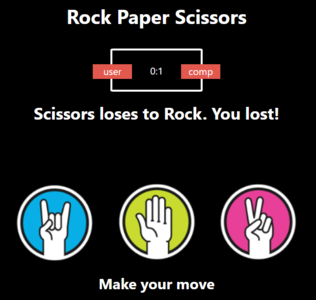 Rock Paper Scissors
user 0:1 comp
Scissors loses to Rock. You lost!
Make your move